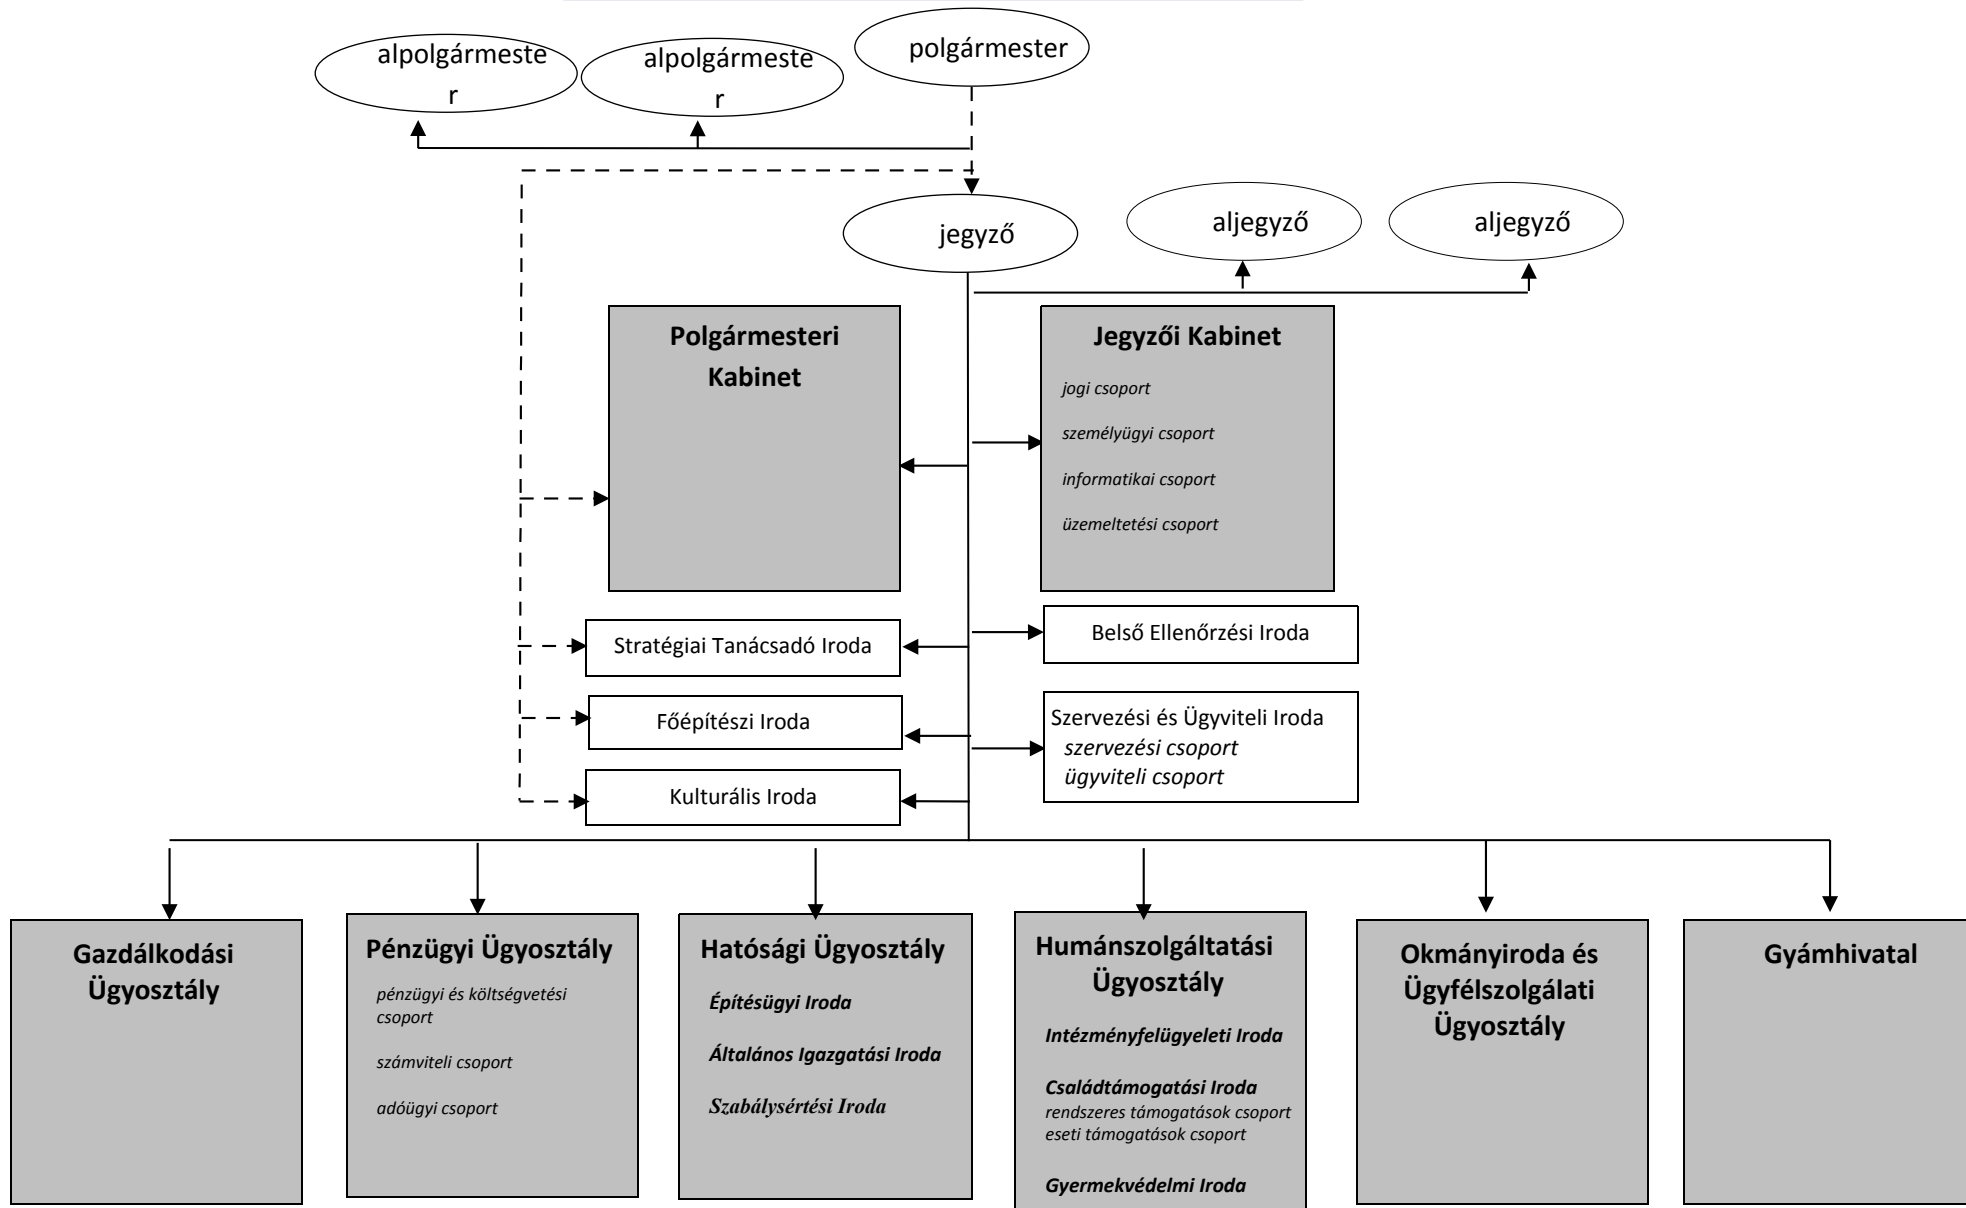 alpolgármeste
r
alpolgármeste
r
polgármester
jegyző
aljegyző
aljegyző
Polgármesteri
Kabinet
Jegyzői Kabinet
jogi csoport
személyügyi csoport
informatikai csoport
üzemeltetési csoport
Stratégiai Tanácsadó Iroda
Belső Ellenőrzési Iroda
Főépítészi Iroda
Szervezési és Ügyviteli Iroda
szervezési csoport
ügyviteli csoport
Kulturális Iroda
Gazdálkodási
Ügyosztály
Pénzügyi Ügyosztály
pénzügyi és költségvetési
csoport
számviteli csoport
adóügyi csoport
Hatósági Ügyosztály
Építésügyi Iroda
Általános Igazgatási Iroda
Szabálysértési Iroda
Humánszolgáltatási
Ügyosztály
Intézményfelügyeleti Iroda
Családtámogatási Iroda
rendszeres támogatások csoport
eseti támogatások csoport
Gyermekvédelmi Iroda
Okmányiroda és
Ügyfélszolgálati
Ügyosztály
Gyámhivatal